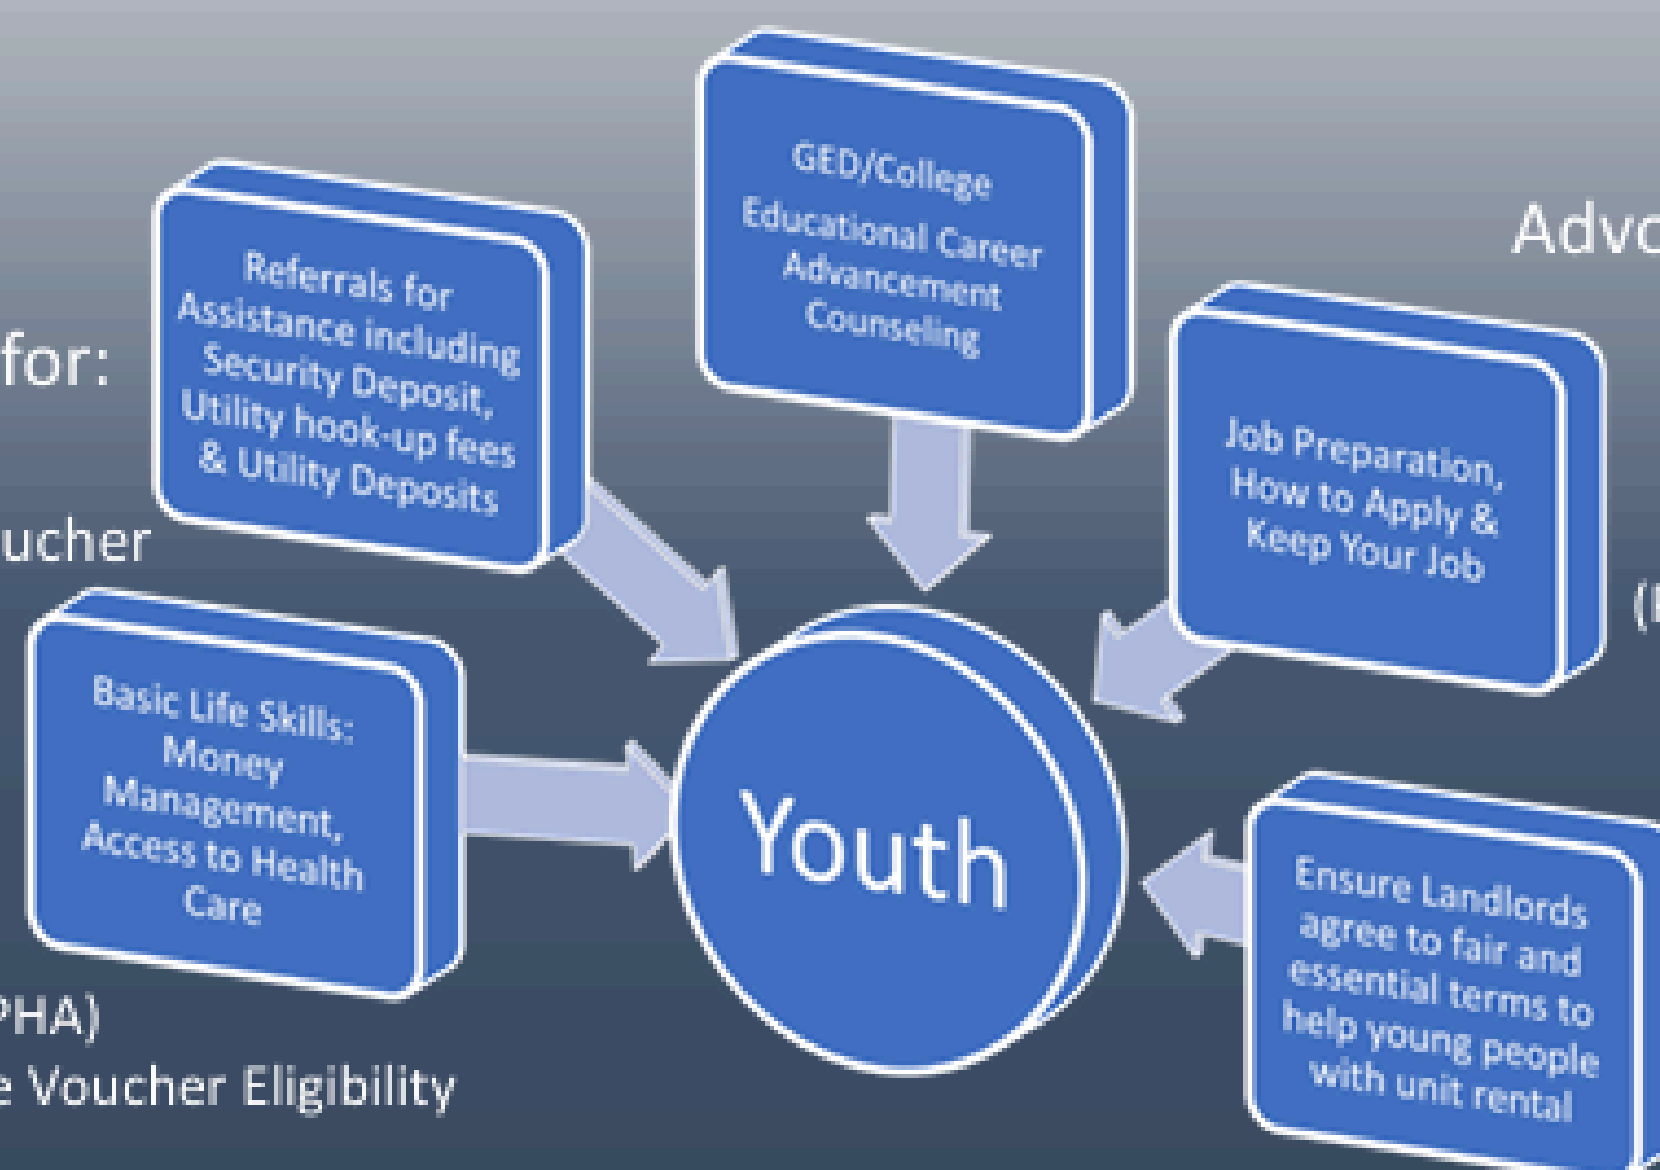 GED/College
Educational Career
Advancement
Counseling
Referrals for
Assistance including
Security Deposit,
Utility hook-up fees
& Utility Deposits
for:
ucher
Advo
Job Preparation,
How to Apply &
Keep Your Job
Basic Life Skills:
Money
Management,
Access to Health
Care
Youth
Ensure Landlords
agree to fair and
essential terms to
help young people
with unit rental
PHA)
e Voucher Eligibility